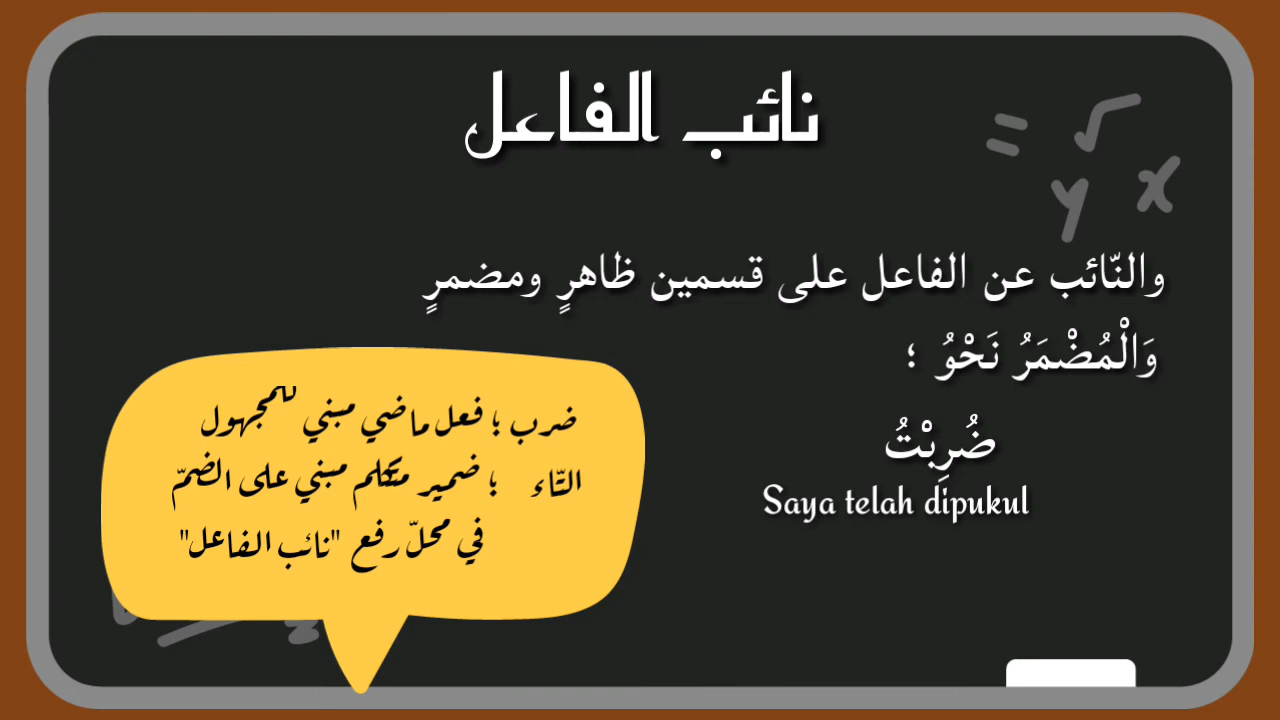 نائب الفاعل
= √
y x
والنّائب عن الفاعل على قسمين ظاهرٍ ومضمرٍ
وَالْمُضْمَرُ نَحْوُ ؛
ضُرِبْتُ
Saya telah dipukul
ضرب ؛ فعل ماضي مبني للمجهول
التّاء ؛ ضمير متكلم مبني على الضمّ
في محلّ رفع "نائب الفاعل"